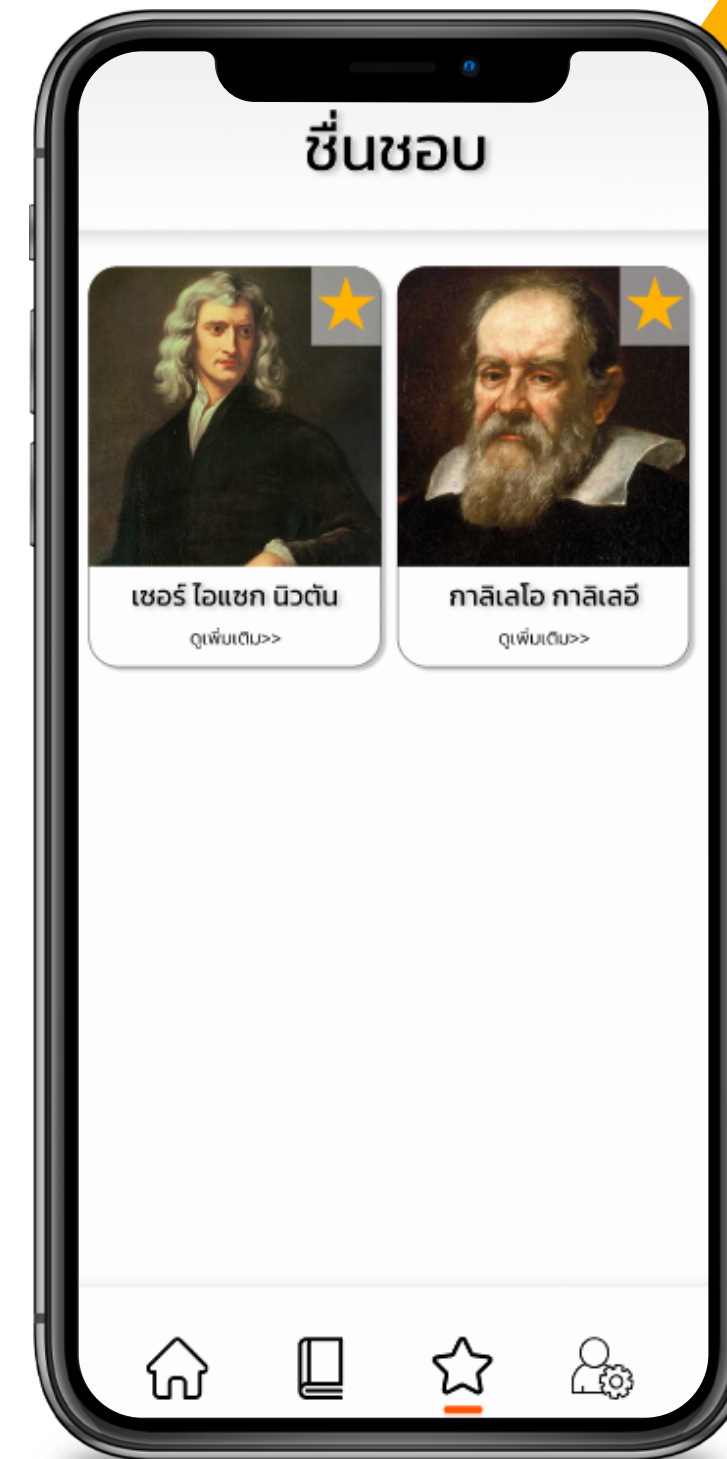 ชื่นชอบ
เซอร์ ไอแซก นิวตัน
ดูเพิ่มเติม>>
กาลิเลโอ กาลิเลอี
ดูเพิ่มเติม>>